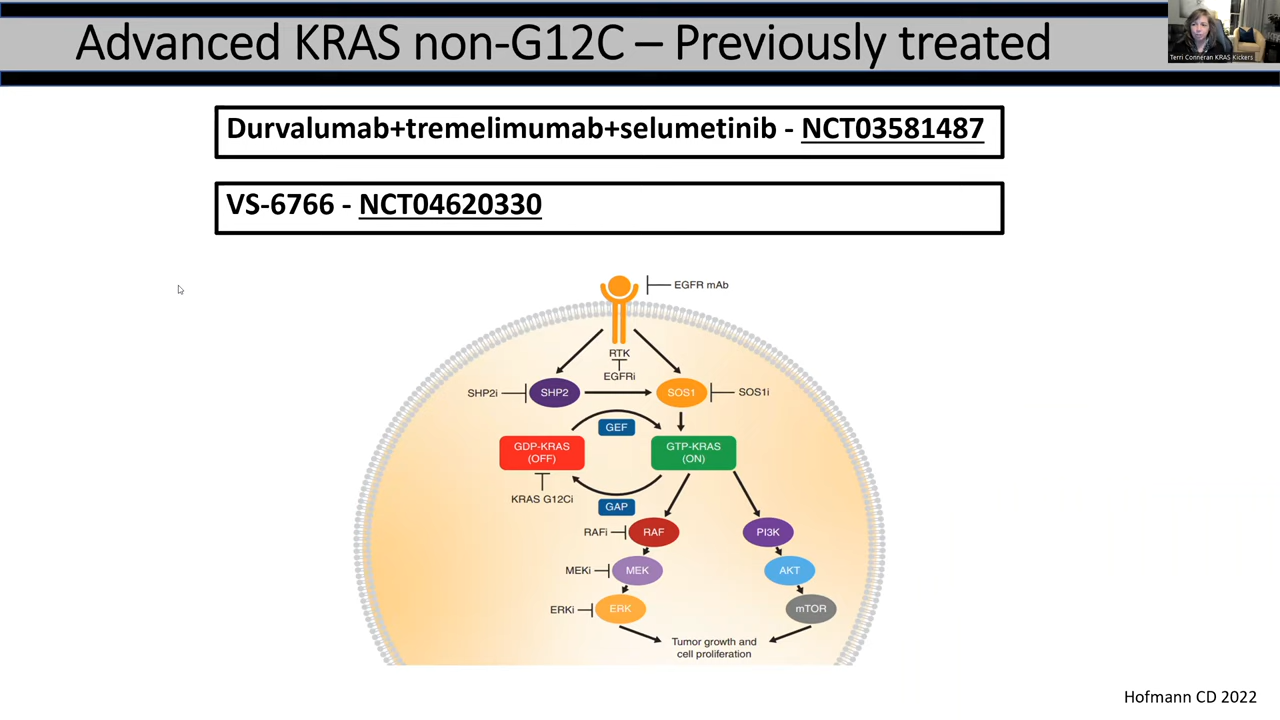 Advanced KRAS non-G12C – Previously treated
Terri Conneran KRAS Kickers
Durvalumab+tremelimumab+selumetinib - NCT03581487
VS-6766 - NCT04620330
EGFR mAb
RTK
EGFRi
SHP2i
SHP2
SOS1
SOS1i
GEF
GDP-KRAS
(OFF)
GTP-KRAS
(ON)
KRAS G12Ci
GAP
RAFi
RAF
PI3K
MEKi
MEK
AKT
ERKi
ERK
mTOR
Tumor growth and
cell proliferation
Hofmann CD 2022